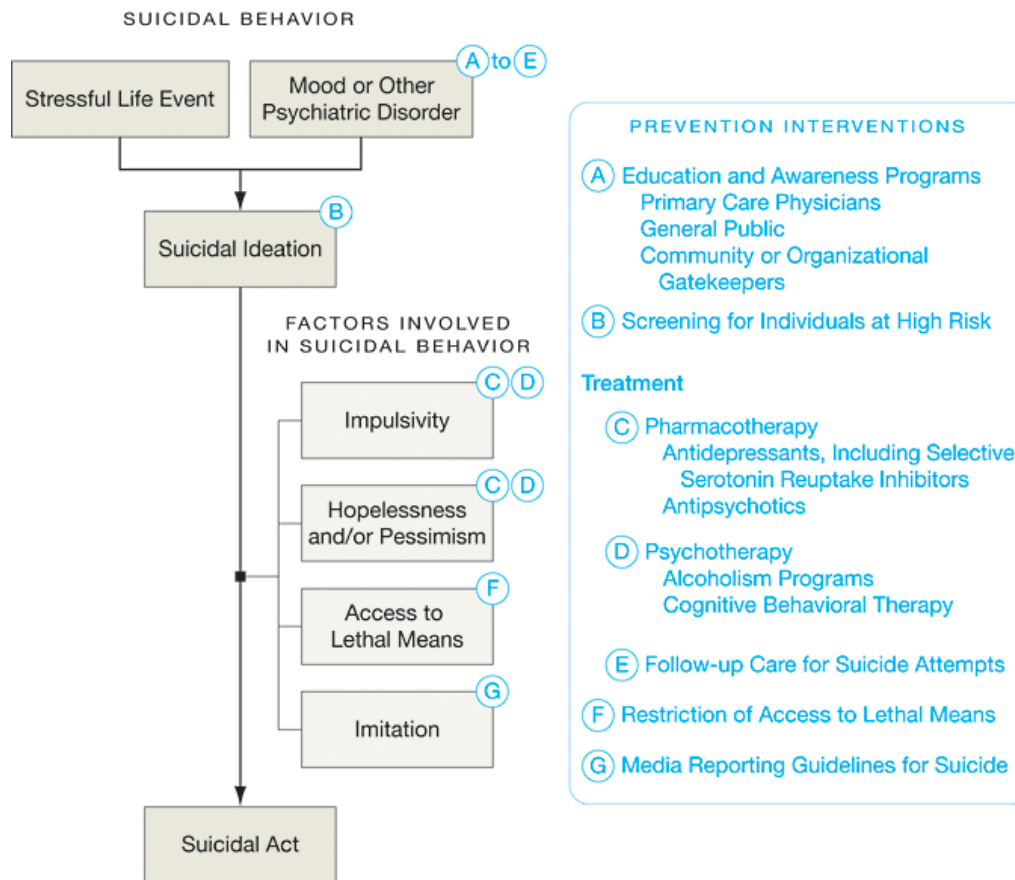 SUICIDAL BEHAVIOR
A to E
Stressful Life Event
Mood or Other
Psychiatric Disorder
B
Suicidal Ideation
FACTORS INVOLVED
IN SUICIDAL BEHAVIOR
C D
Impulsivity
C D
Hopelessness
and/or Pessimism
F
Access to
Lethal Means
G
Imitation
Suicidal Act
PREVENTION INTERVENTIONS
A Education and Awareness Programs
Primary Care Physicians
General Public
Community or Organizational
Gatekeepers
B Screening for Individuals at High Risk
Treatment
C Pharmacotherapy
Antidepressants, Including Selective
Serotonin Reuptake Inhibitors
Antipsychotics
D Psychotherapy
Alcoholism Programs
Cognitive Behavioral Therapy
E Follow-up Care for Suicide Attempts
F Restriction of Access to Lethal Means
G Media Reporting Guidelines for Suicide